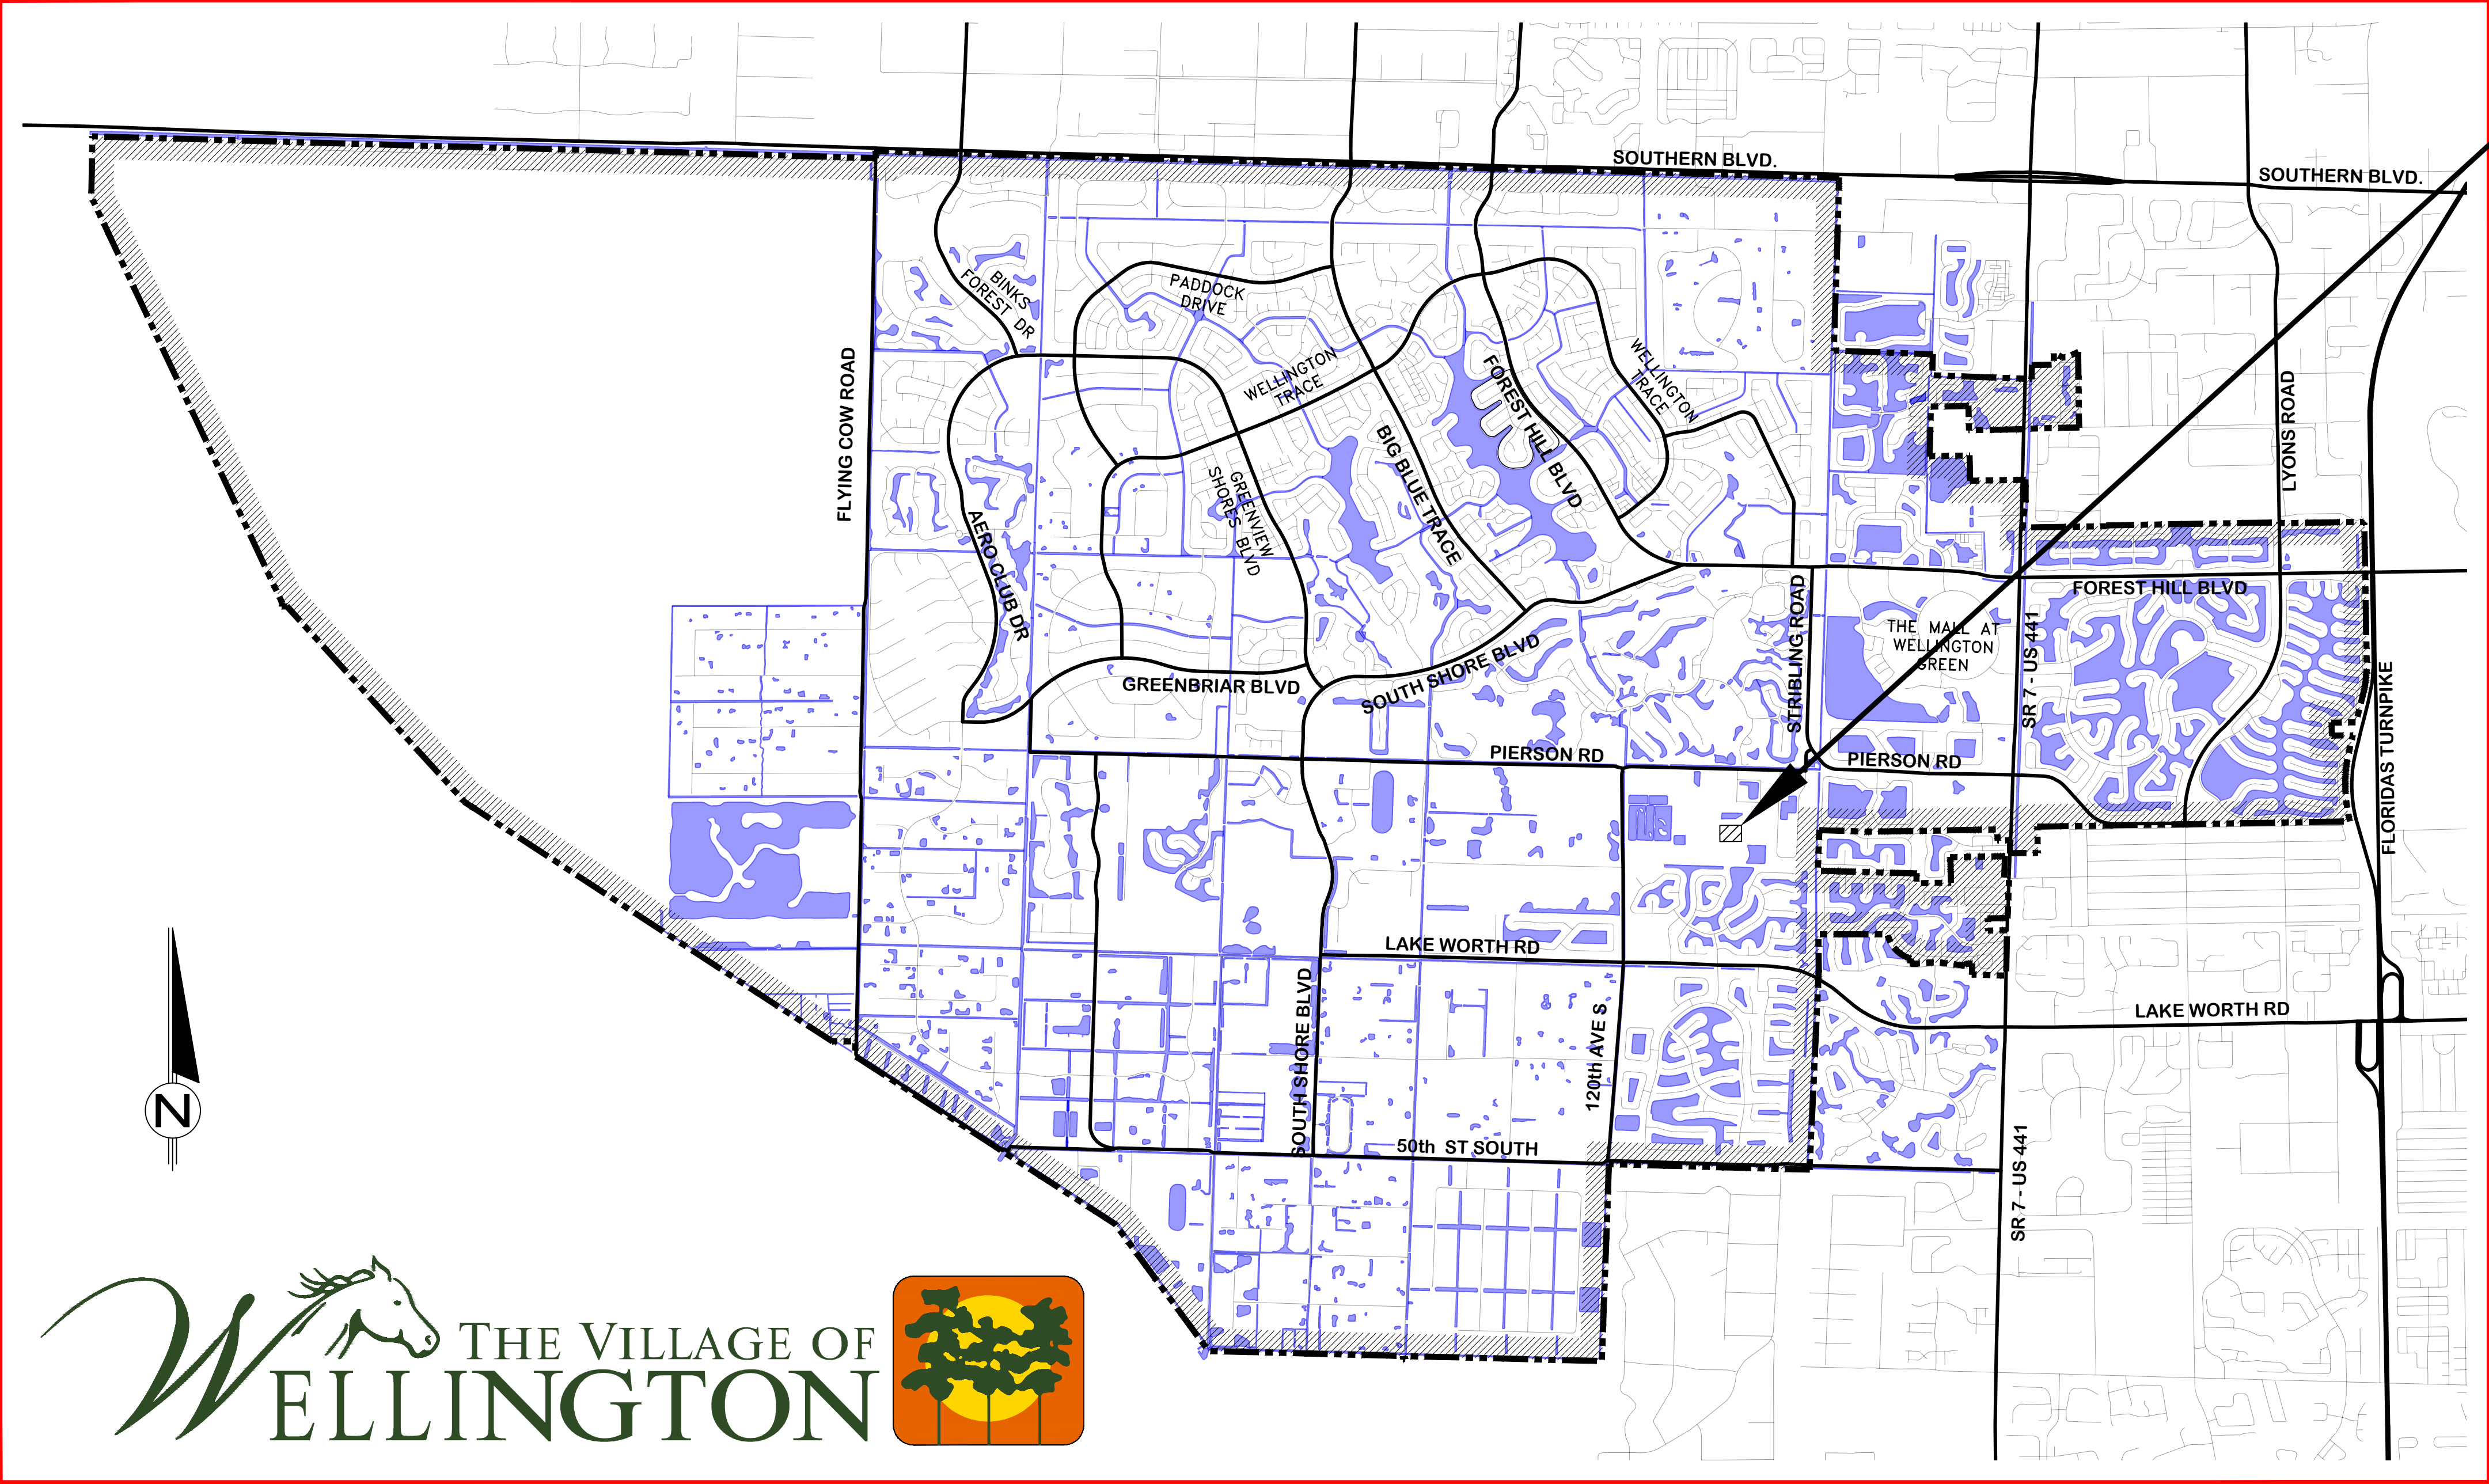 SOUTHERN BLVD.
SOUTHERN BLVD.
BINKS
FOREST DR
PADDOCK
DRIVE
FLYING COW ROAD
WELLINGTON
TRACE
FOREST HILL BLVD
WELLINGTON
TRACE
LYONS ROAD
BIG BLUE TRACE
GREENVIEW
SHORES BLVD
AERO CLUB DR
FOREST HILL BLVD
STRIBLING ROAD
THE MALL AT
WELLINGTON
GREEN
SR 7 - US 441
SOUTH SHORE BLVD
GREENBRIAR BLVD
FLORIDAS TURNPIKE
PIERSON RD
PIERSON RD
LAKE WORTH RD
SOUTH SHORE BLVD
120th AVE S
LAKE WORTH RD
N
50th ST SOUTH
SR 7 - US 441
THE VILLAGE OF
WELLINGTON